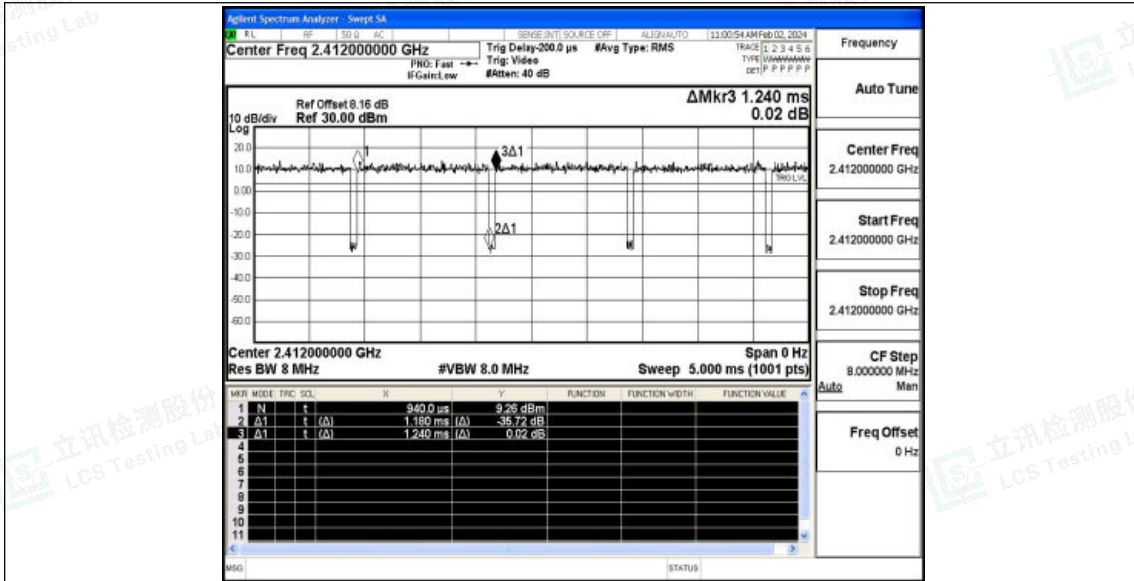 Agilent Spectrum Analyzer - Swept SA
RL RF 50 Ω AC SENSE:INT SOURCE OFF ALIGNAUTO 11:00:54 AM Feb 02, 2024
Center Freq 2.412000000 GHz
PNO: Fast
IFGain:Low
Trig Delay-200.0 µs
Trig: Video
#Atten: 40 dB
#Avg Type: RMS
TRACE 1 2 3 4 5 6
TYPE
DET P P P P P P
Frequency
Auto Tune
Center Freq
2.412000000 GHz
Start Freq
2.412000000 GHz
Stop Freq
2.412000000 GHz
CF Step
8.000000 MHz
Auto Man
Freq Offset
0 Hz
ΔMkr3 1.240 ms
0.02 dB
Ref Offset 8.16 dB
10 dB/div Ref 30.00 dBm
Log
20.0
10.0
0.00
-10.0
-20.0
-30.0
-40.0
-50.0
-60.0
1
3Δ1
2Δ1
TRIG LVL
Center 2.412000000 GHz Span 0 Hz
Res BW 8 MHz #VBW 8.0 MHz Sweep 5.000 ms (1001 pts)
MKR MODE TRC SCL X Y FUNCTION FUNCTION WIDTH FUNCTION VALUE
1 N t 940.0 µs 9.26 dBm
2 Δ1 t (Δ) 1.180 ms (Δ) -35.72 dB
3 Δ1 t (Δ) 1.240 ms (Δ) 0.02 dB
4
5
6
7
8
9
10
11
MSG STATUS
立讯检测股份
LCS Testing Lab
立讯检测股份
LCS Testing L
sting Lab